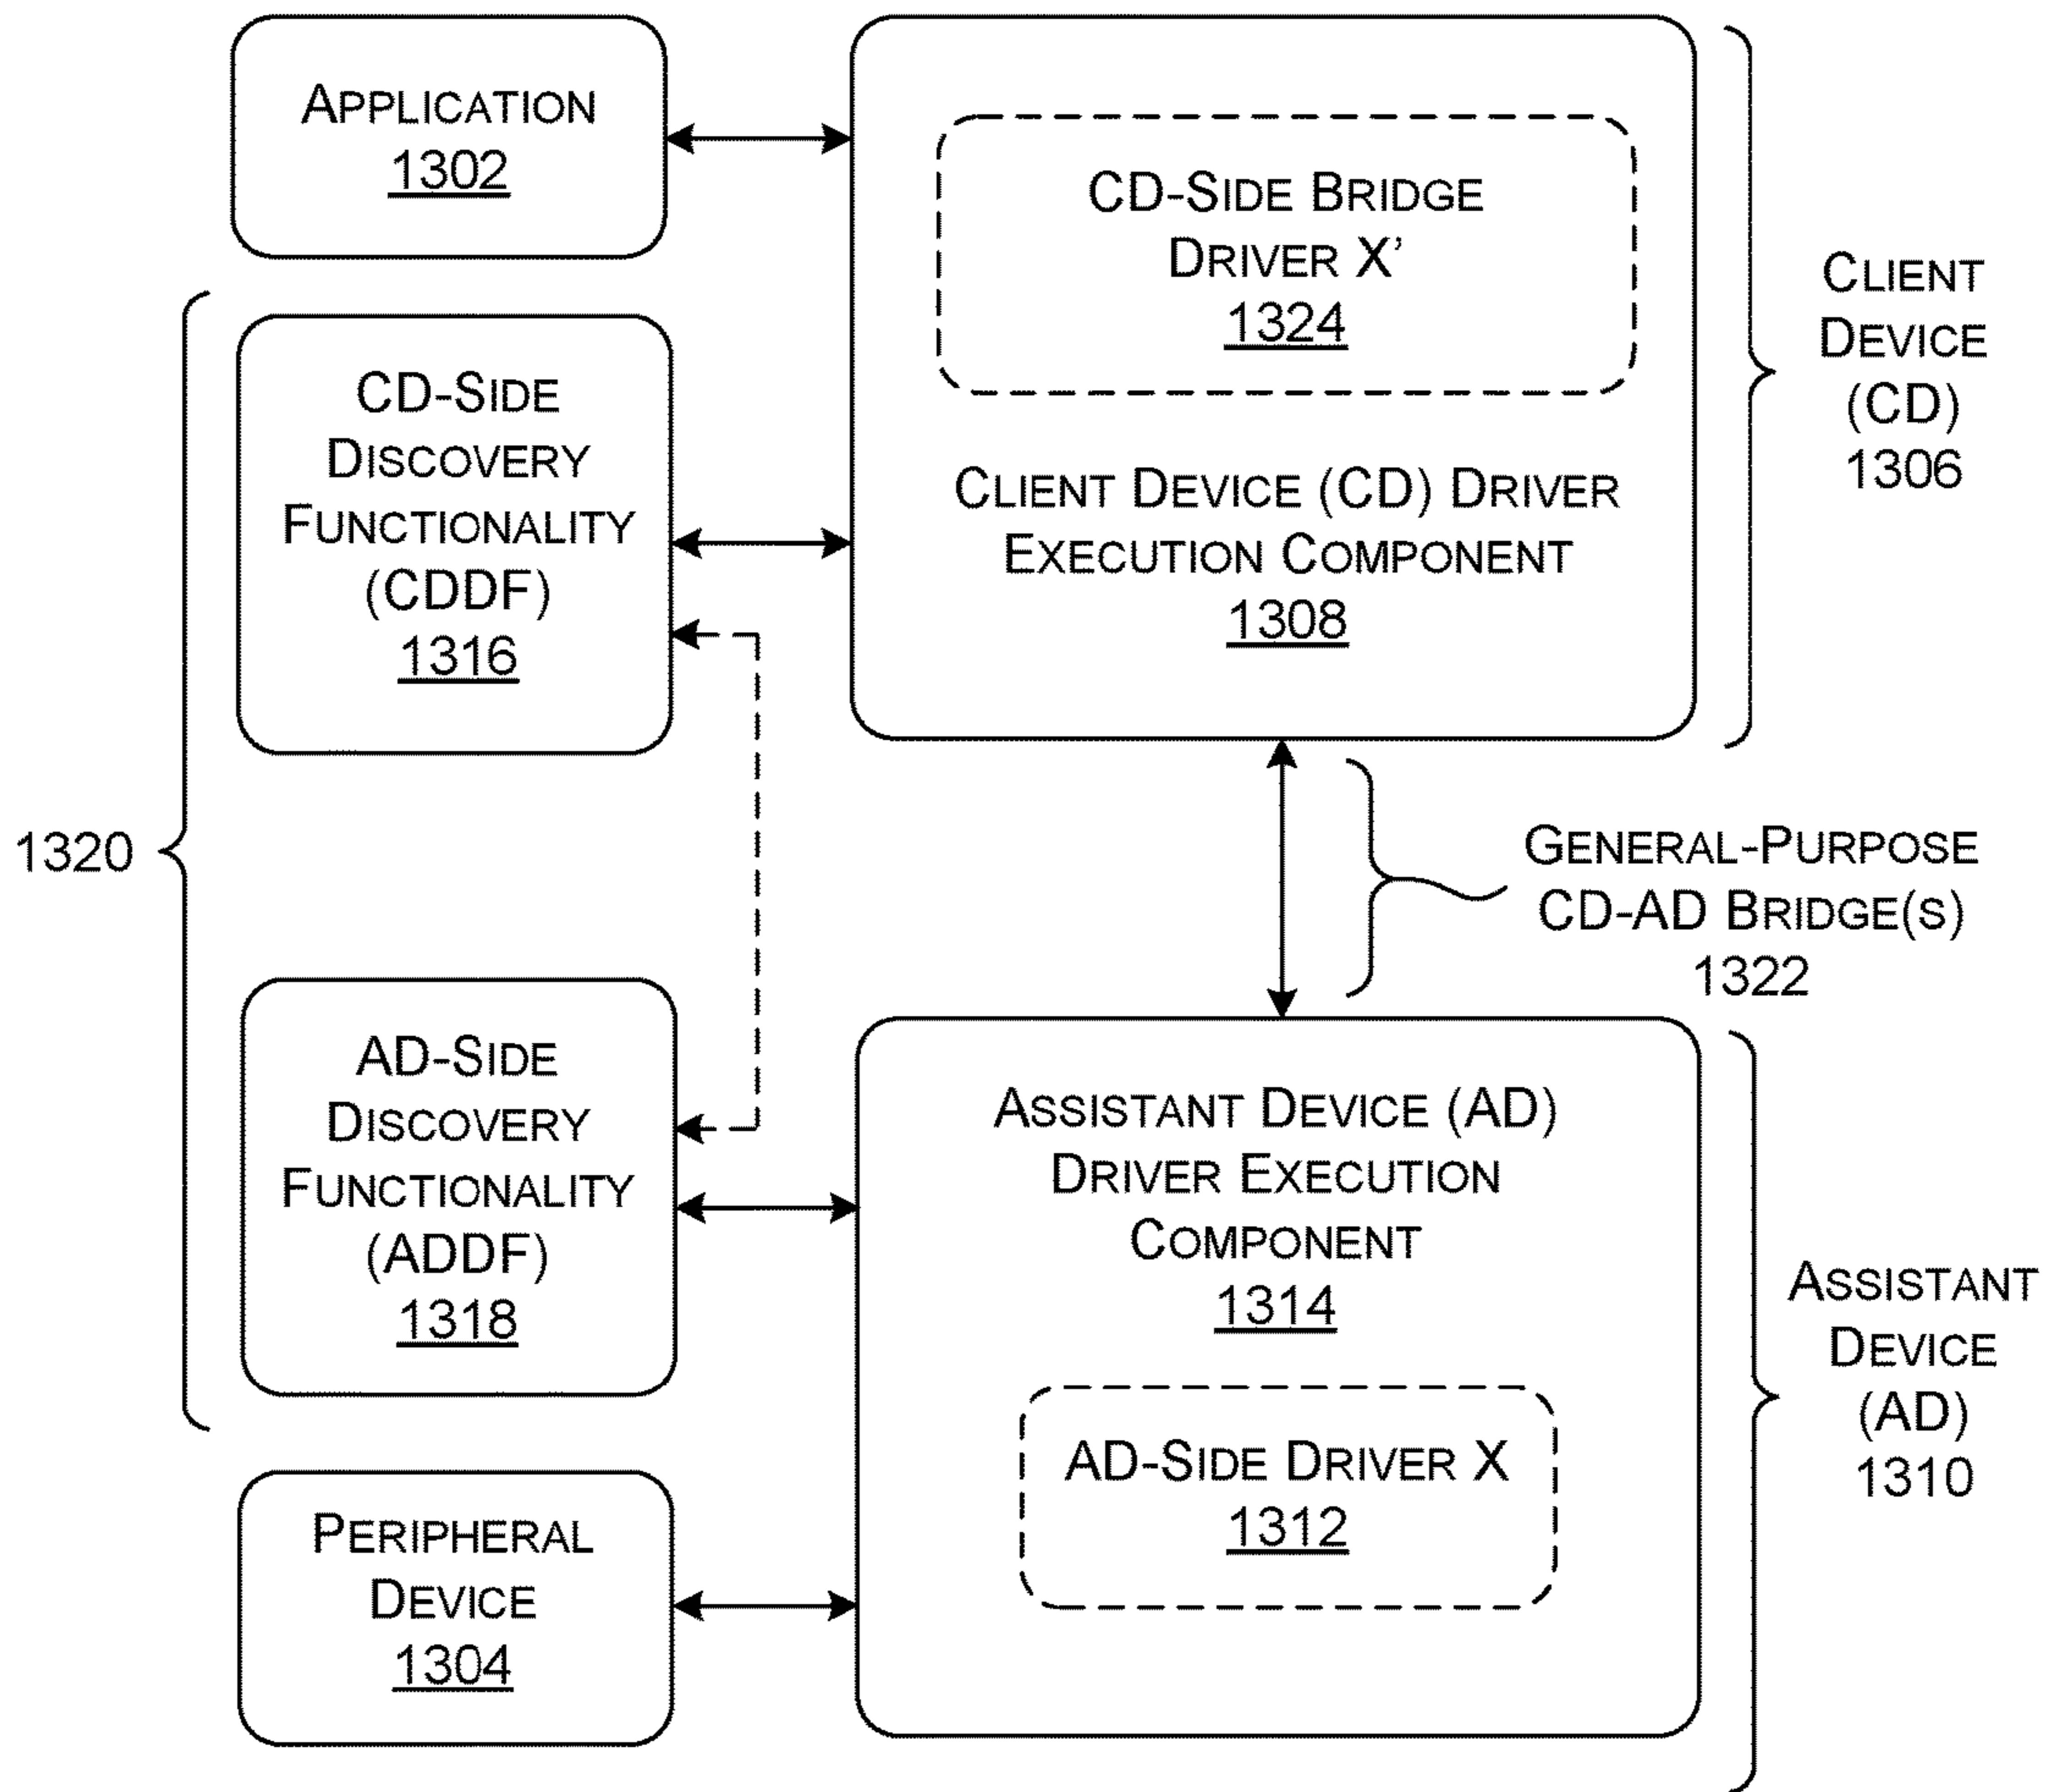 APPLICATION
1302
CD-SIDE BRIDGE
DRIVER X’
1324
CLIENT DEVICE (CD) DRIVER
EXECUTION COMPONENT
1308
CLIENT
DEVICE
(CD)
1306
CD-SIDE
DISCOVERY
FUNCTIONALITY
(CDDF)
1316
1320
GENERAL-PURPOSE
CD-AD BRIDGE(S)
1322
AD-SIDE
DISCOVERY
FUNCTIONALITY
(ADDF)
1318
ASSISTANT DEVICE (AD)
DRIVER EXECUTION
COMPONENT
1314
AD-SIDE DRIVER X
1312
ASSISTANT
DEVICE
(AD)
1310
PERIPHERAL
DEVICE
1304